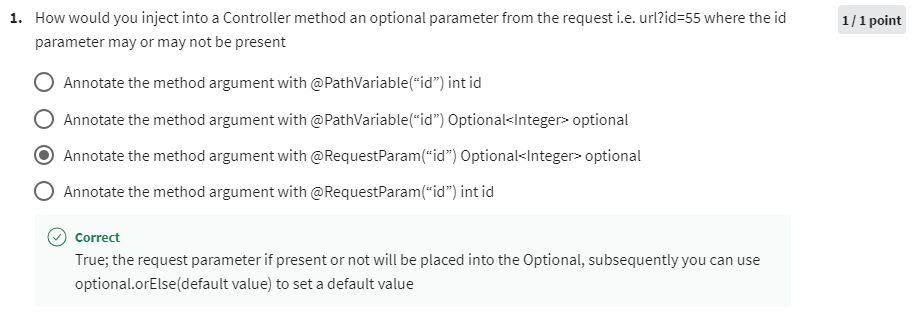 1. How would you inject into a Controller method an optional parameter from the request i.e. url?id=55 where the id
1 / 1 point
parameter may or may not be present
Annotate the method argument with @PathVariable(“id”) int id
Annotate the method argument with @PathVariable(“id”) Optional<Integer> optional
Annotate the method argument with @RequestParam(“id”) Optional<Integer> optional
Annotate the method argument with @RequestParam(“id”) int id
Correct
True; the request parameter if present or not will be placed into the Optional, subsequently you can use
optional.orElse(default value) to set a default value